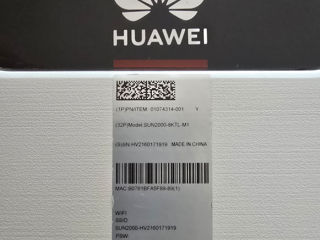 HUAWEI
(1P)PN/ITEM: 01074314-001 Y
(32P)Model:SUN2000-8KTL-M1
(S)SN:HV2160171919 MADE IN CHINA
WIFI
SSID
SUN2000-HV2160171919
PSW: